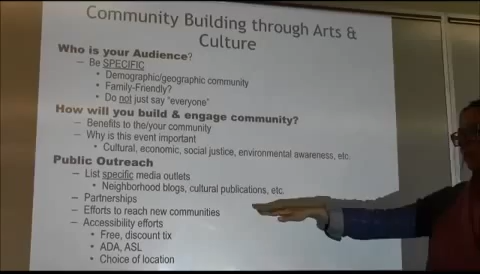 Community Building through Arts &
Culture
Who is your Audience?
– Be SPECIFIC
• Demographic/geographic community
• Family-Friendly?
• Do not just say “everyone”
How will you build & engage community?
– Benefits to the/your community
– Why is this event important
• Cultural, economic, social justice, environmental awareness, etc.
Public Outreach
– List specific media outlets
• Neighborhood blogs, cultural publications, etc.
– Partnerships
– Efforts to reach new communities
– Accessibility efforts
• Free, discount tix
• ADA, ASL
• Choice of location